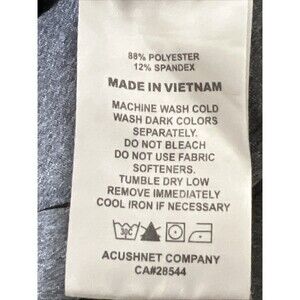 88% POLYESTER
12% SPANDEX
MADE IN VIETNAM
MACHINE WASH COLD
WASH DARK COLORS
SEPARATELY.
DO NOT BLEACH
DO NOT USE FABRIC
SOFTENERS.
TUMBLE DRY LOW
REMOVE IMMEDIATELY
COOL IRON IF NECESSARY
ACUSHNET COMPANY
CA#28544